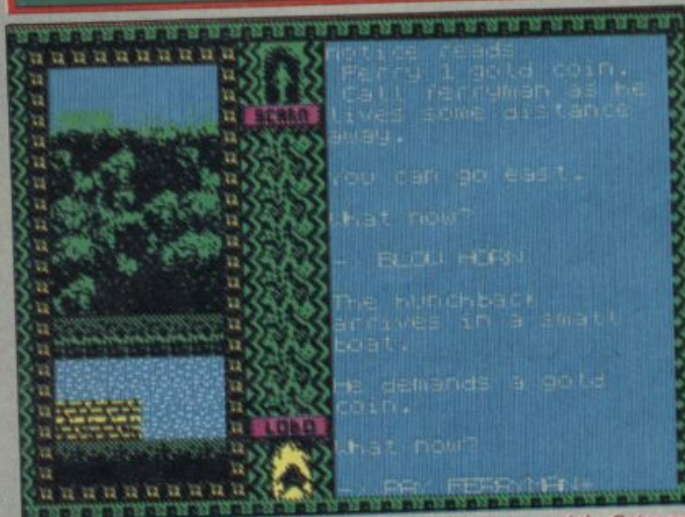 notice reads
Ferry 1 gold coin.
Call ferryman as he
lives some distance
away.
You can go east.
What now?
-. BLOW HORN
The hunchback
arrives in a small
boat.
He demands a gold
coin.
What now?
-. PAY FERRYMAN+
LOAD